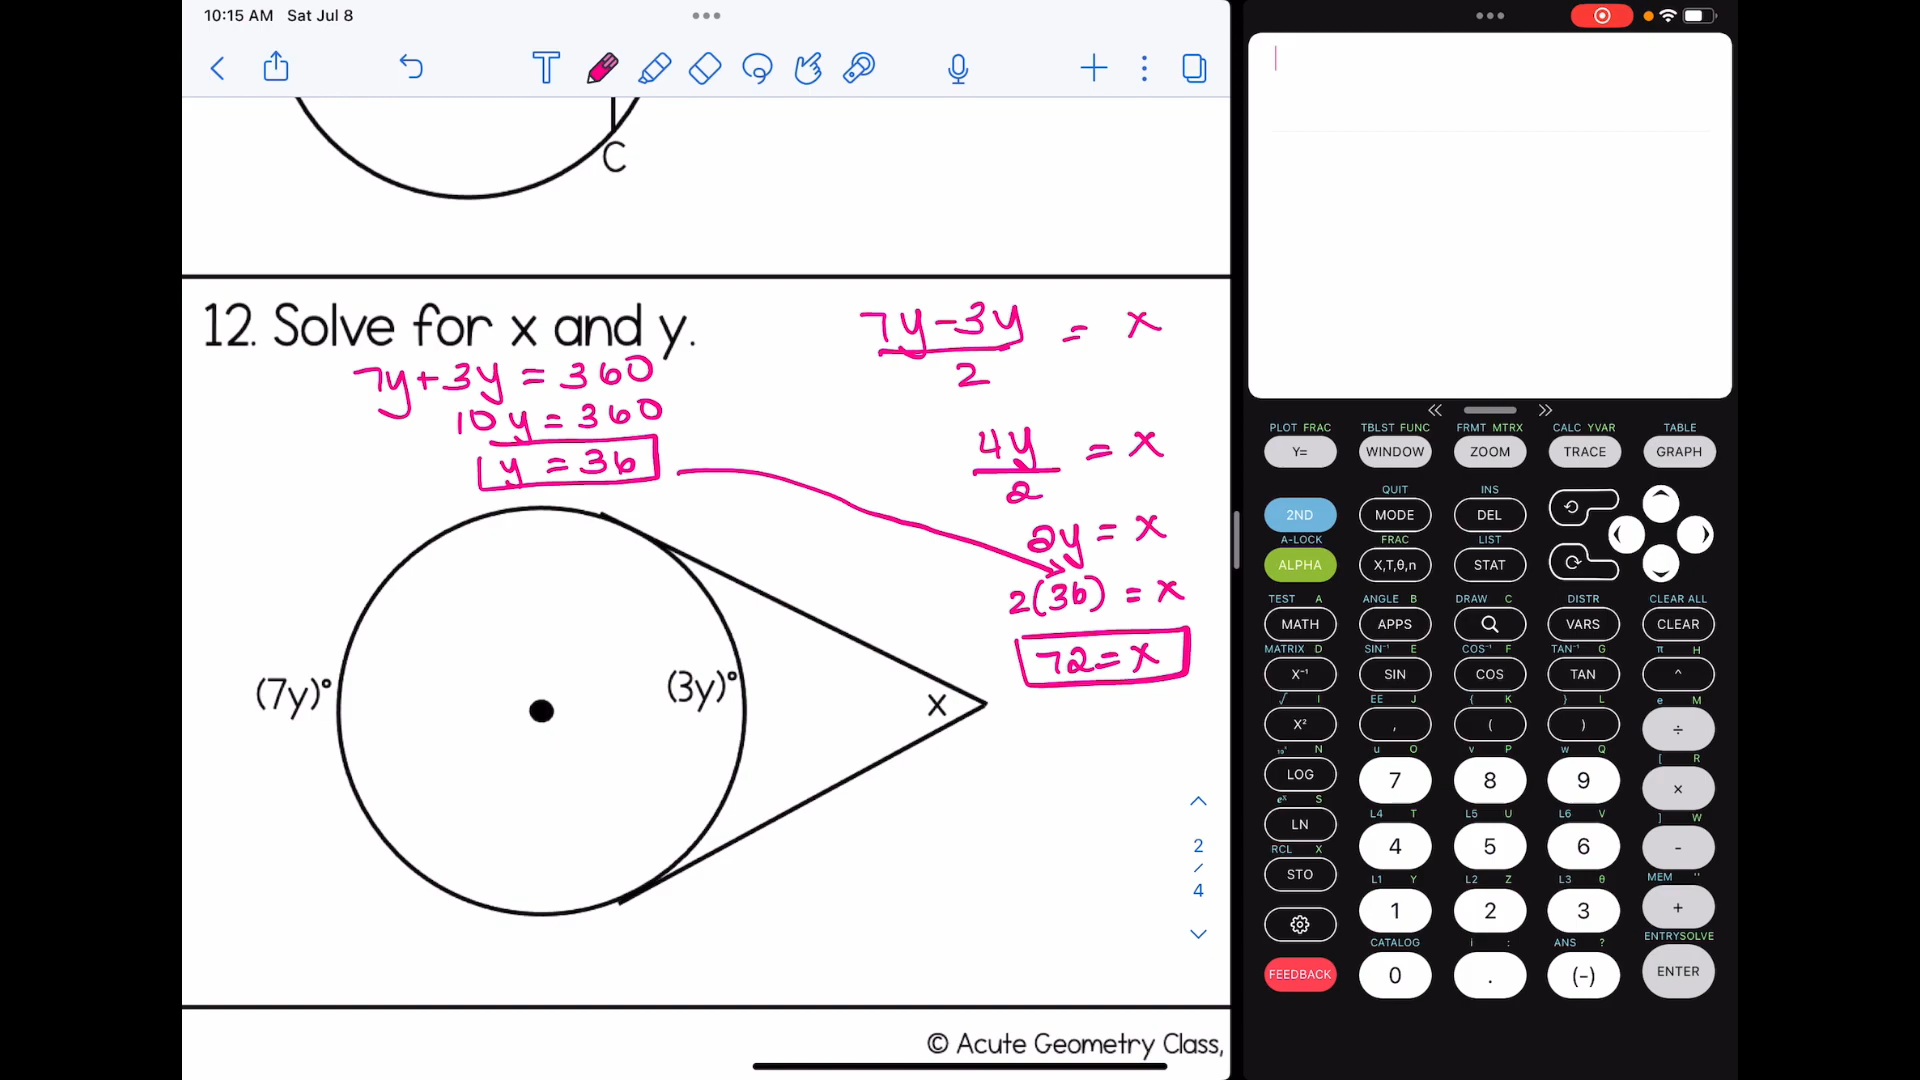 10:15 AM Sat Jul 8
C
12. Solve for x and y.
7y+3y = 360
10y = 360
y = 36
7y-3y = x
2
4y = x
2
2y = x
2(36) = x
72 = x
(7y)°
(3y)°
x
2
/
4
© Acute Geometry Class,
PLOT FRAC TBLST FUNC FRMT MTRX CALC YVAR TABLE
Y= WINDOW ZOOM TRACE GRAPH
QUIT INS
2ND MODE DEL
A-LOCK FRAC LIST
ALPHA X,T,θ,n STAT
TEST A ANGLE B DRAW C DISTR CLEAR ALL
MATH APPS VARS CLEAR
MATRIX D SIN⁻¹ E COS⁻¹ F TAN⁻¹ G π H
X⁻¹ SIN COS TAN ^
√ I EE J { K } L e M
X² , ( ) ÷
10ˣ N u O v P w Q [ R
LOG 7 8 9 ×
eˣ S L4 T L5 U L6 V ] W
LN 4 5 6 -
RCL X L1 Y L2 Z L3 θ MEM "
STO 1 2 3 +
CATALOG i : ANS ? ENTRY SOLVE
FEEDBACK 0 . (-) ENTER